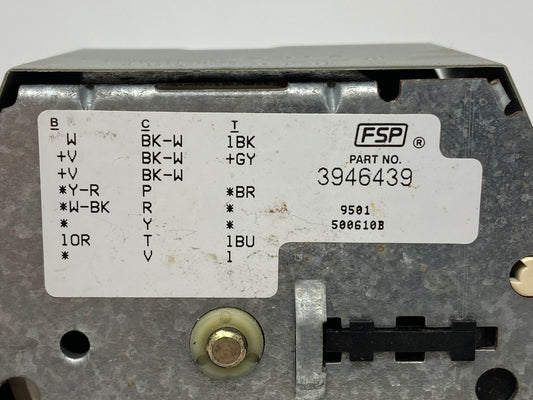 B C T
W BK-W 1BK
+V BK-W +GY
+V BK-W
*Y-R P *BR
*W-BK R *
* Y *
1OR T 1BU
* V 1
FSP ®
PART NO.
3946439
9501
500610B